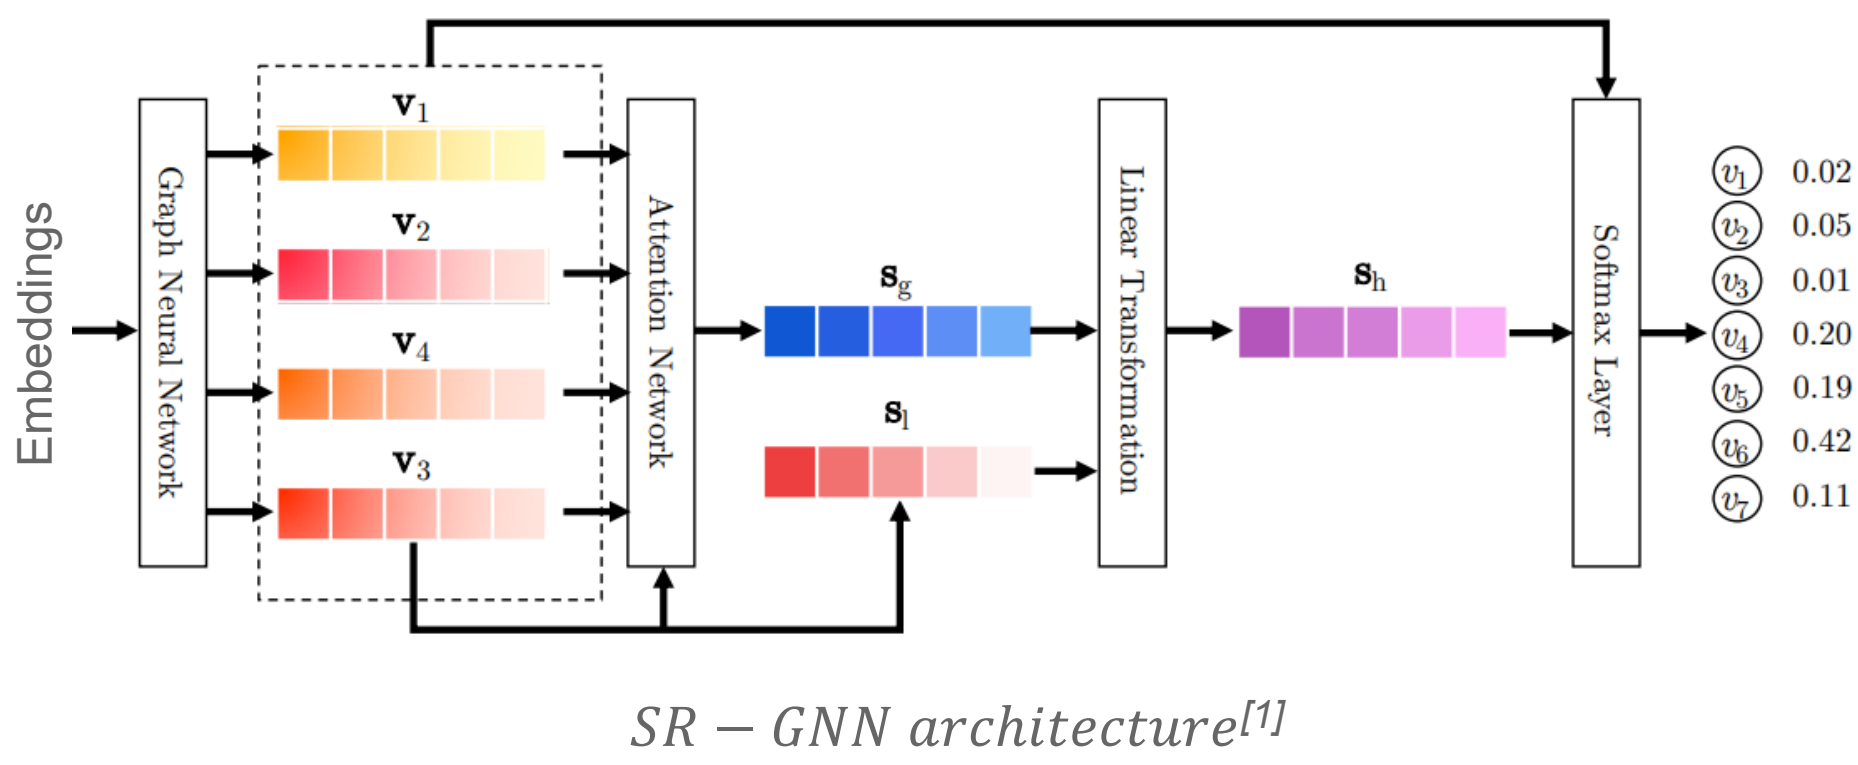 Embeddings
Graph Neural Network
v1
v2
v4
v3
Attention Network
sg
sl
Linear Transformation
sh
Softmax Layer
v1 0.02
v2 0.05
v3 0.01
v4 0.20
v5 0.19
v6 0.42
v7 0.11
SR − GNN architecture[1]